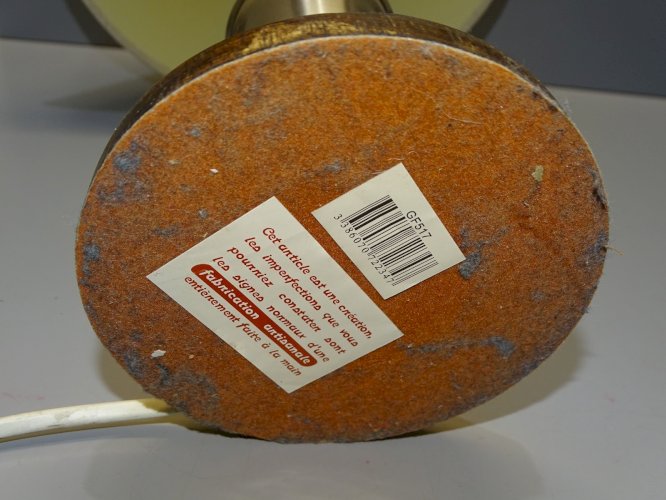 GF517
3386070722347
Cet article est une création,
les imperfections que vous
pourriez constater sont
les signes normaux d'une
fabrication artisanale
entièrement faite à la main